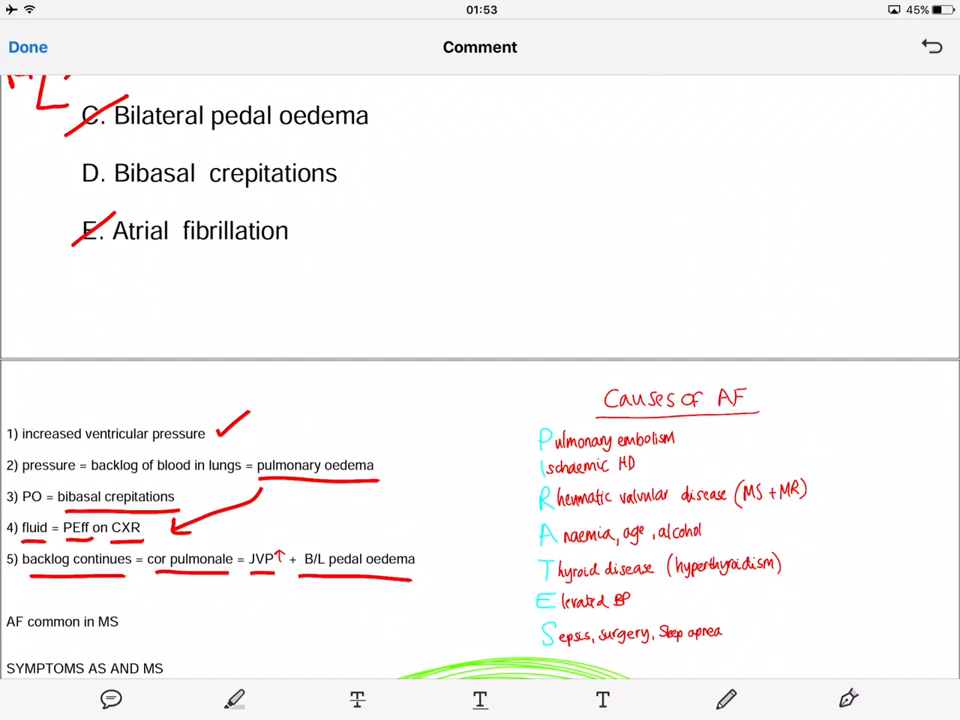 01:53
45%
Done
Comment
C. Bilateral pedal oedema
D. Bibasal crepitations
E. Atrial fibrillation
1) increased ventricular pressure
2) pressure = backlog of blood in lungs = pulmonary oedema
3) PO = bibasal crepitations
4) fluid = PEff on CXR
5) backlog continues = cor pulmonale = JVP↑ + B/L pedal oedema
AF common in MS
SYMPTOMS AS AND MS
Causes of AF
Pulmonary embolism
Ischaemic HD
Rheumatic valvular disease (MS + MR)
Anaemia, age, alcohol
Thyroid disease (hyperthyroidism)
Elevated BP
Sepsis, surgery, Sleep apnea
T
T
T